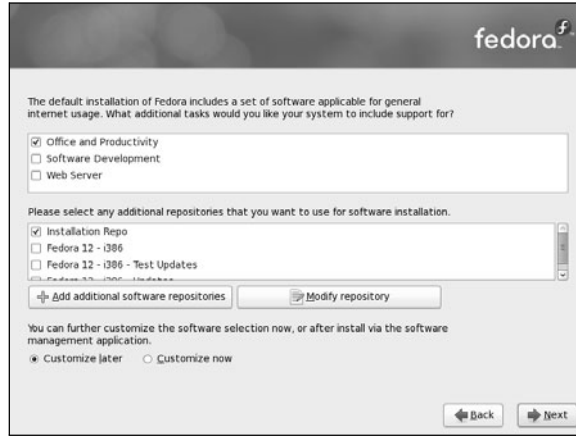 fedora
The default installation of Fedora includes a set of software applicable for general
internet usage. What additional tasks would you like your system to include support for?
Office and Productivity
Software Development
Web Server
Please select any additional repositories that you want to use for software installation.
Installation Repo
Fedora 12 - i386
Fedora 12 - i386 - Test Updates
Fedora 12 - i386 - Updates
Add additional software repositories
Modify repository
You can further customize the software selection now, or after install via the software
management application.
Customize later
Customize now
Back
Next